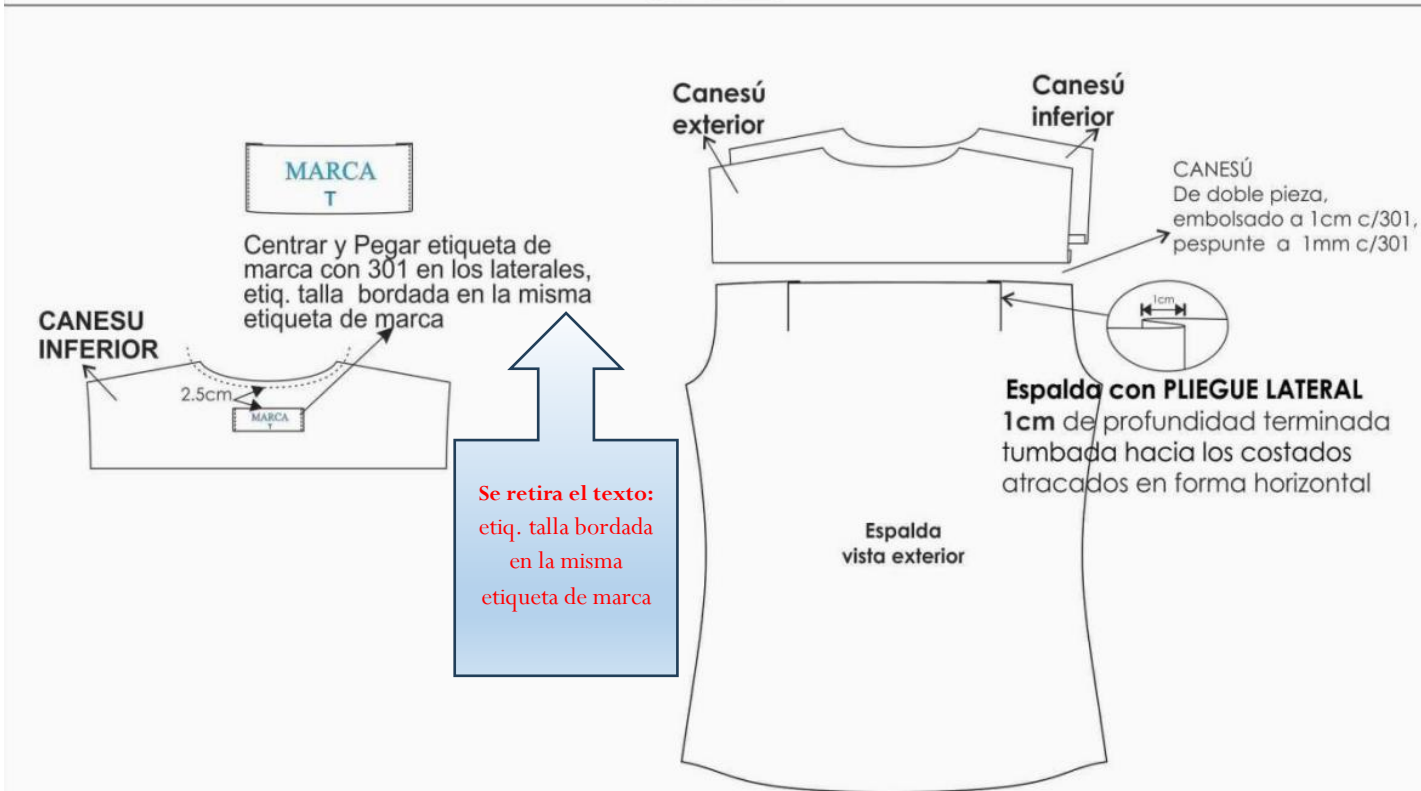 MARCA
T
Centrar y Pegar etiqueta de
marca con 301 en los laterales,
etiq. talla bordada en la misma
etiqueta de marca
CANESU
INFERIOR
2.5cm
MARCA
T
Se retira el texto:
etiq. talla bordada
en la misma
etiqueta de marca
Canesú
exterior
Canesú
inferior
CANESÚ
De doble pieza,
embolsado a 1cm c/301,
pespunte a 1mm c/301
1cm
Espalda con PLIEGUE LATERAL
1cm de profundidad terminada
tumbada hacia los costados
atracados en forma horizontal
Espalda
vista exterior